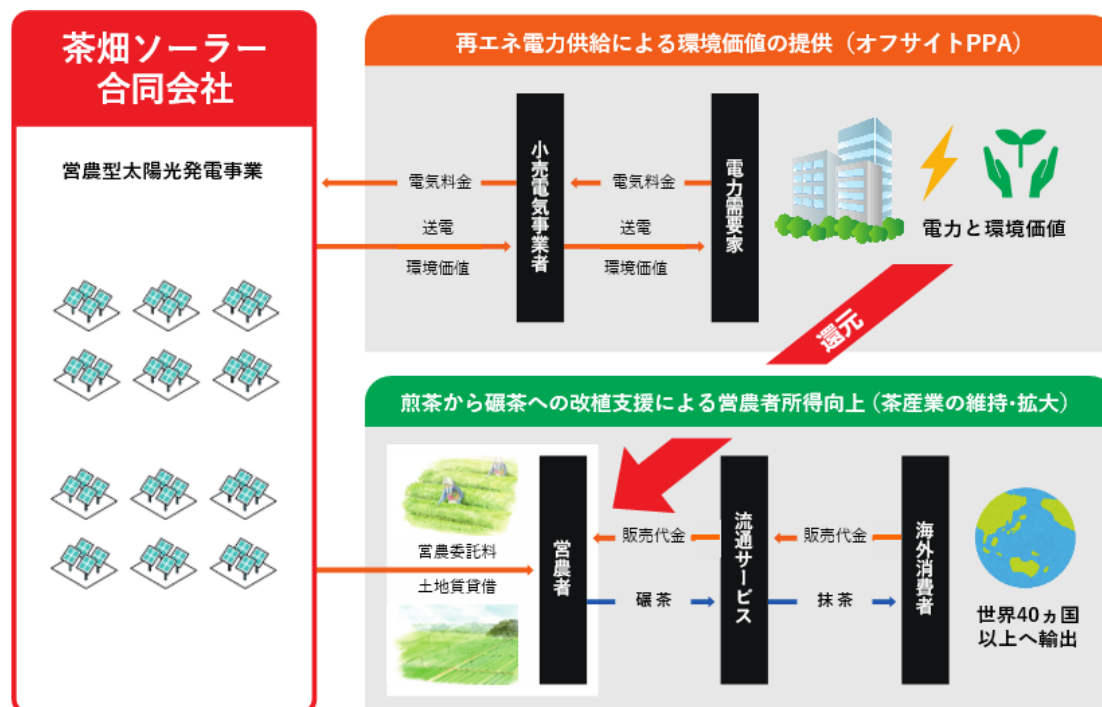 茶畑ソーラー
合同会社
営農型太陽光発電事業
再エネ電力供給による環境価値の提供（オフサイトPPA）
電気料金
送電
環境価値
小売電気事業者
電気料金
送電
環境価値
電力需要家
電力と環境価値
還元
煎茶から碾茶への改植支援による営農者所得向上（茶産業の維持・拡大）
営農委託料
土地賃貸借
営農者
販売代金
碾茶
流通サービス
販売代金
抹茶
海外消費者
世界40ヵ国
以上へ輸出